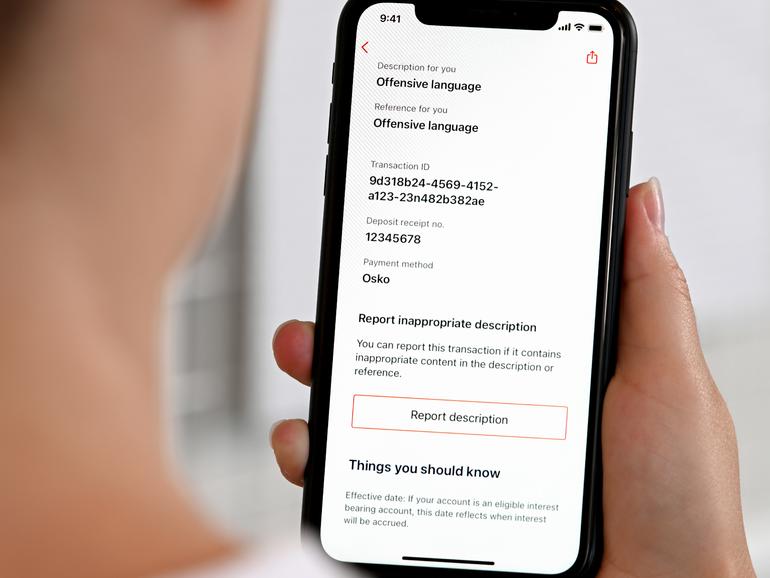 9:41
Description for you
Offensive language
Reference for you
Offensive language
Transaction ID
9d318b24-4569-4152-
a123-23n482b382ae
Deposit receipt no.
12345678
Payment method
Osko
Report inappropriate description
You can report this transaction if it contains
inappropriate content in the description or
reference.
Report description
Things you should know
Effective date: If your account is an eligible interest
bearing account, this date reflects when interest
will be accrued.